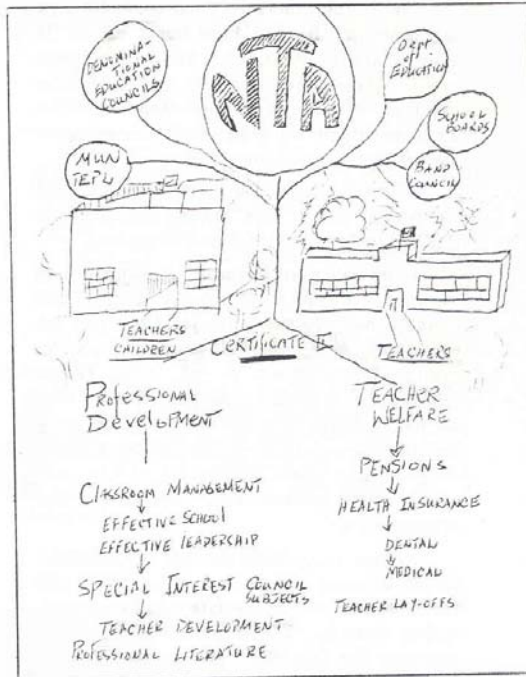 DENOMINA-
TIONAL
EDUCATION
COUNCILS
NTA
DEPT
OF
EDUCATION
SCHOOL
BOARDS
MUN
TEPL
BAND
COUNCIL
TEACHERS
CHILDREN
CERTIFICATE II
TEACHERS
PROFESSIONAL
DEVELOPMENT
TEACHER
WELFARE
PENSIONS
CLASSROOM MANAGEMENT
HEALTH INSURANCE
EFFECTIVE SCHOOL
EFFECTIVE LEADERSHIP
DENTAL
MEDICAL
SPECIAL INTEREST COUNCIL
SUBJECTS
TEACHER LAY-OFFS
TEACHER DEVELOPMENT
PROFESSIONAL LITERATURE